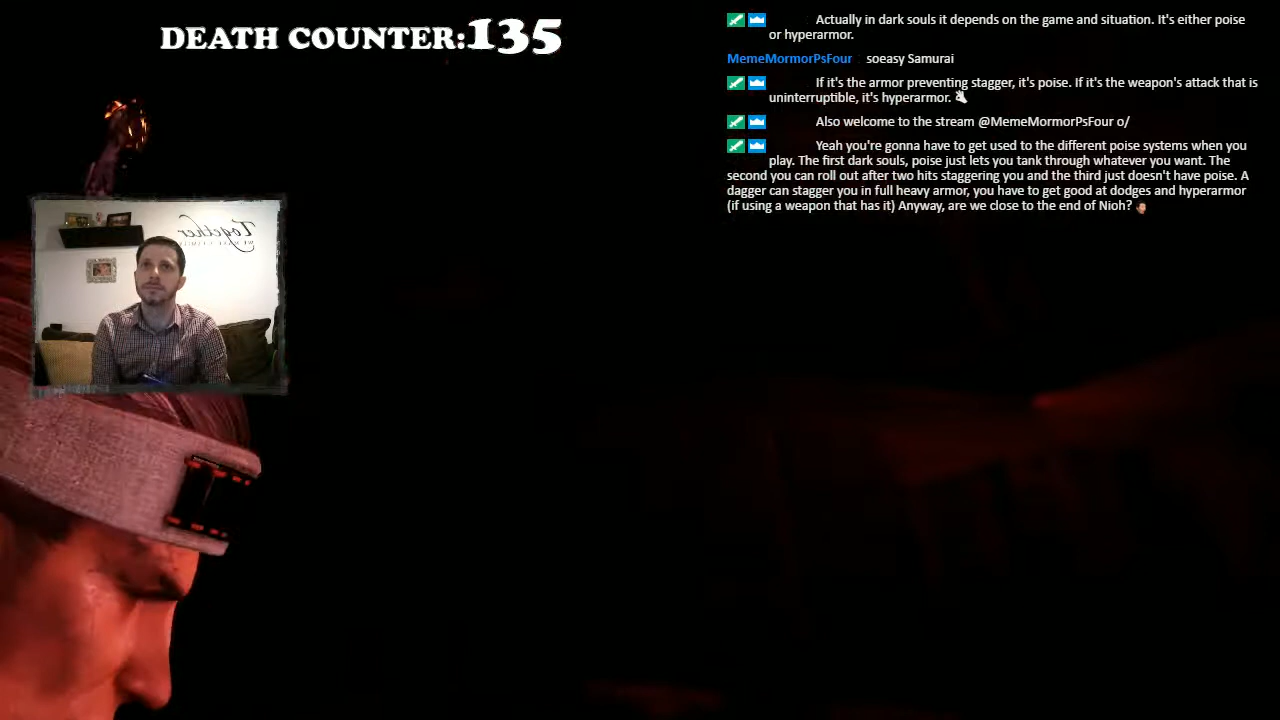 DEATH COUNTER:135
Actually in dark souls it depends on the game and situation. It's either poise
or hyperarmor.
MemeMormorPsFour soeasy Samurai
If it's the armor preventing stagger, it's poise. If it's the weapon's attack that is
uninterruptible, it's hyperarmor.
Also welcome to the stream @MemeMormorPsFour o/
Yeah you're gonna have to get used to the different poise systems when you
play. The first dark souls, poise just lets you tank through whatever you want. The
second you can roll out after two hits staggering you and the third just doesn't have poise. A
dagger can stagger you in full heavy armor, you have to get good at dodges and hyperarmor
(if using a weapon that has it) Anyway, are we close to the end of Nioh?
Together